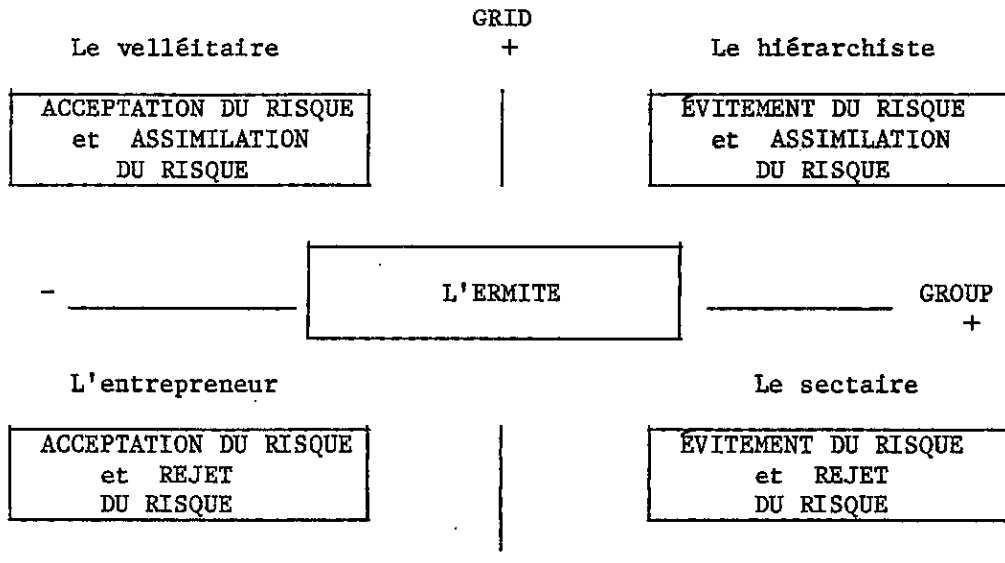 GRID
Le velléitaire + Le hiérarchiste
ACCEPTATION DU RISQUE
et ASSIMILATION
DU RISQUE
ÉVITEMENT DU RISQUE
et ASSIMILATION
DU RISQUE
- L'ERMITE GROUP
+
L'entrepreneur Le sectaire
ACCEPTATION DU RISQUE
et REJET
DU RISQUE
ÉVITEMENT DU RISQUE
et REJET
DU RISQUE